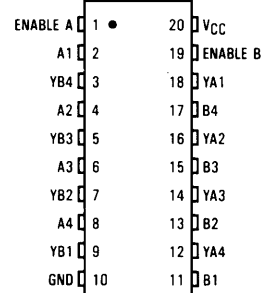 ENABLE A 1 20 VCC
A1 2 19 ENABLE B
YB4 3 18 YA1
A2 4 17 B4
YB3 5 16 YA2
A3 6 15 B3
YB2 7 14 YA3
A4 8 13 B2
YB1 9 12 YA4
GND 10 11 B1